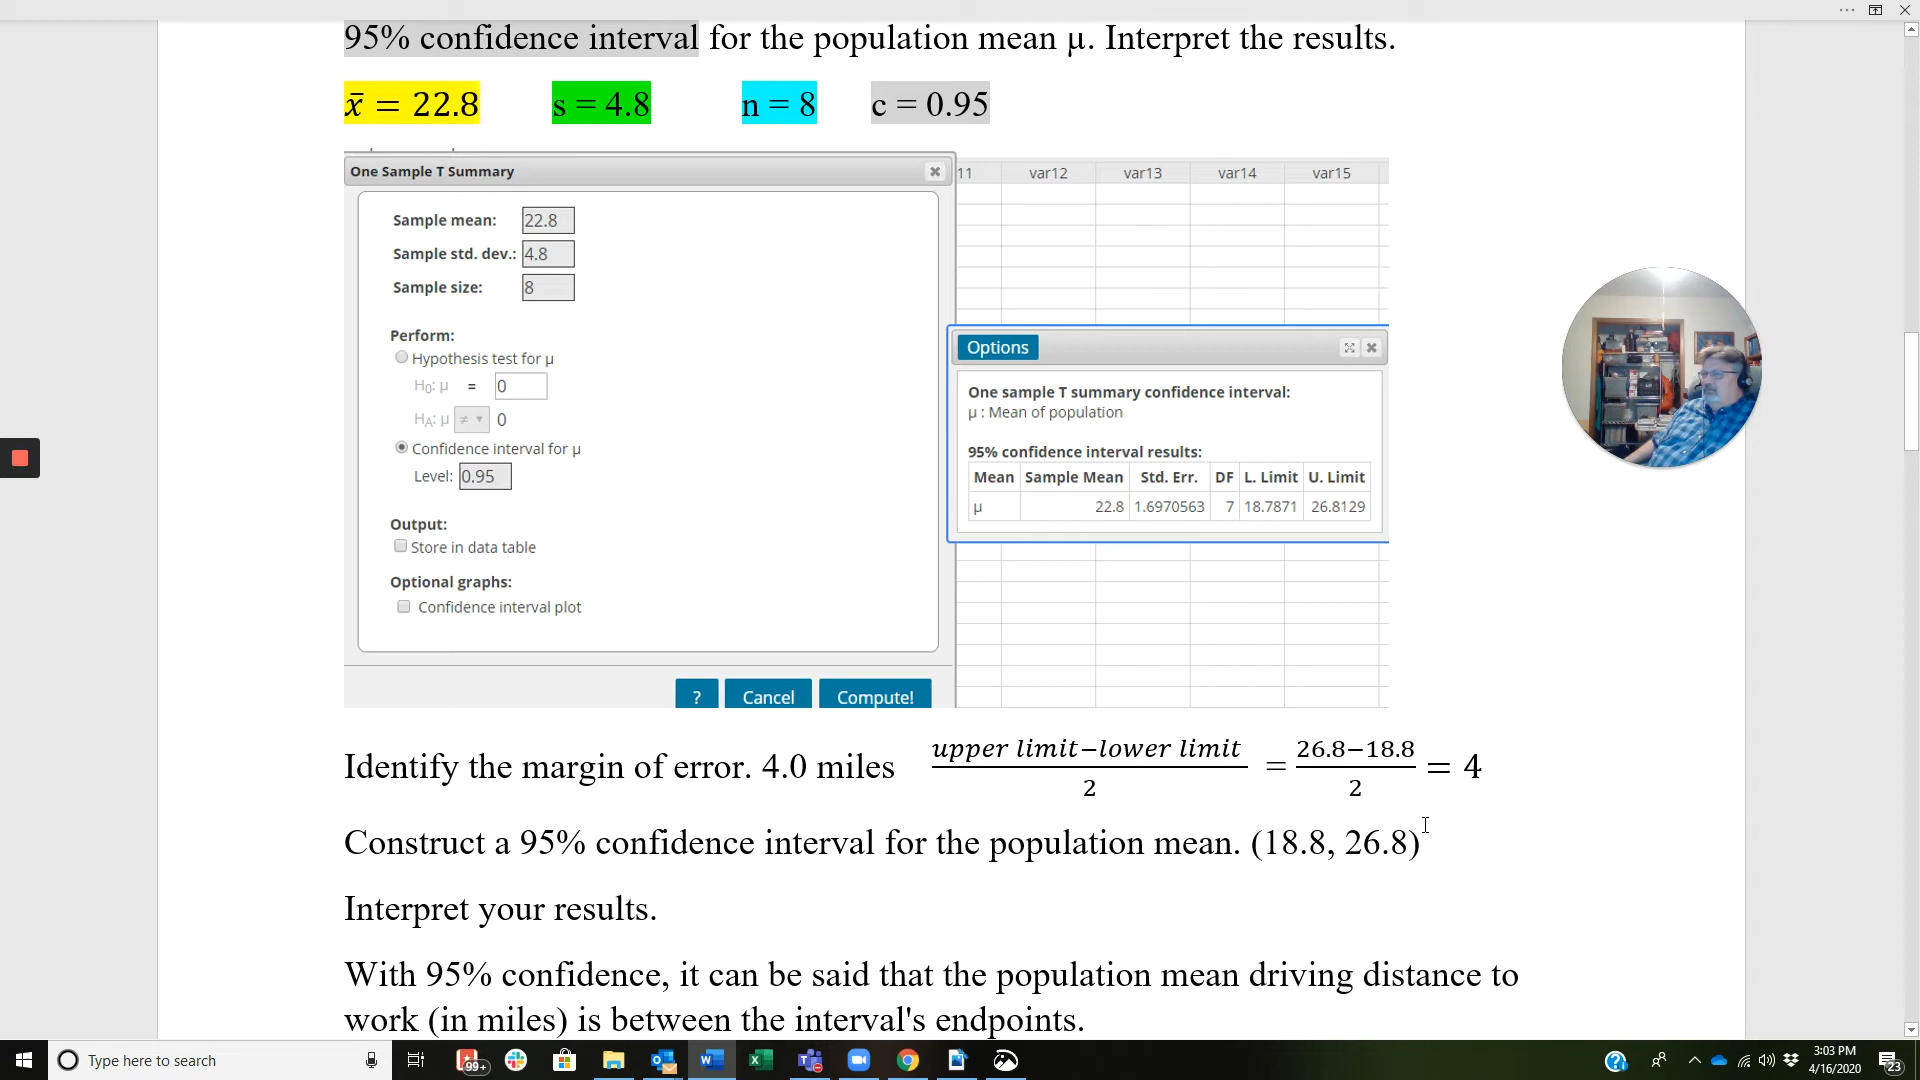 95% confidence interval for the population mean μ. Interpret the results.
x̄ = 22.8 s = 4.8 n = 8 c = 0.95
One Sample T Summary
11 var12 var13 var14 var15
Sample mean: 22.8
Sample std. dev.: 4.8
Sample size: 8
Perform:
Hypothesis test for μ
H0: μ = 0
HA: μ ≠ 0
Confidence interval for μ
Level: 0.95
Output:
Store in data table
Optional graphs:
Confidence interval plot
? Cancel Compute!
Options
One sample T summary confidence interval:
μ : Mean of population
95% confidence interval results:
Mean Sample Mean Std. Err. DF L. Limit U. Limit
μ 22.8 1.6970563 7 18.7871 26.8129
Identify the margin of error. 4.0 miles (upper limit−lower limit)/2 = (26.8−18.8)/2 = 4
Construct a 95% confidence interval for the population mean. (18.8, 26.8)
Interpret your results.
With 95% confidence, it can be said that the population mean driving distance to
work (in miles) is between the interval's endpoints.
Type here to search
99+
3:03 PM
4/16/2020
23